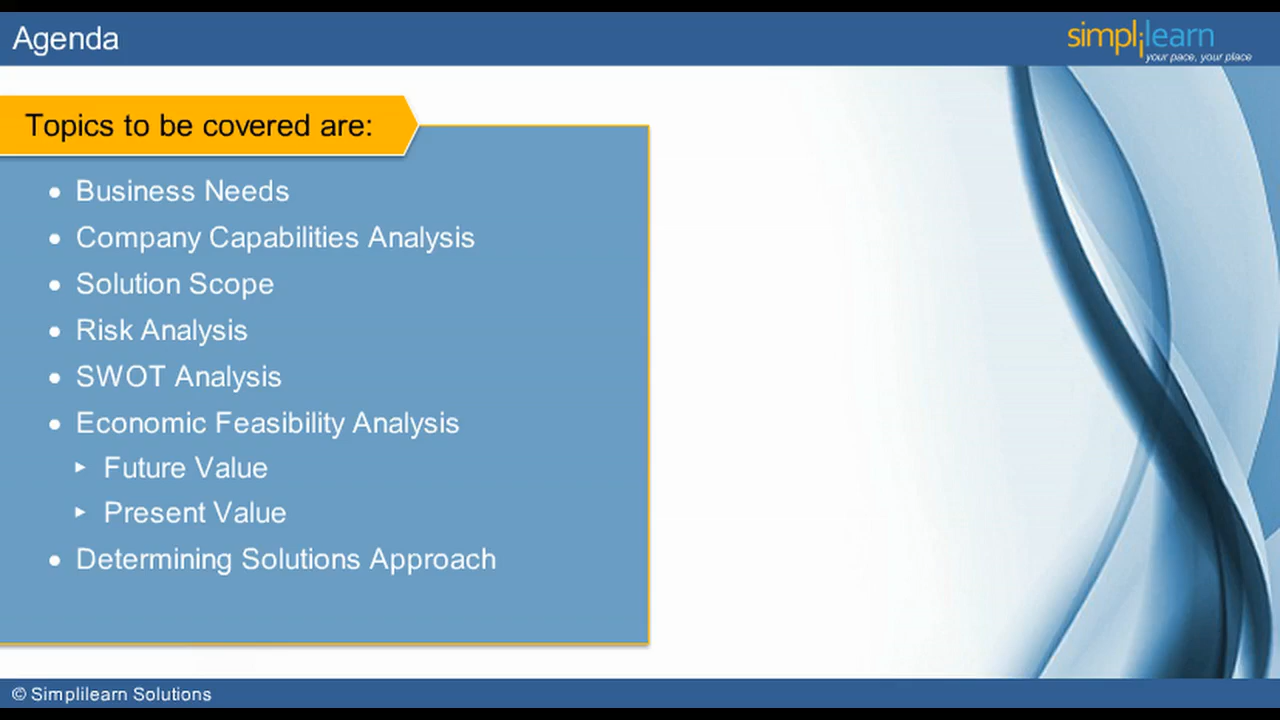 Agenda
simplilearn
your pace, your place
Topics to be covered are:
• Business Needs
• Company Capabilities Analysis
• Solution Scope
• Risk Analysis
• SWOT Analysis
• Economic Feasibility Analysis
▸ Future Value
▸ Present Value
• Determining Solutions Approach
© Simplilearn Solutions